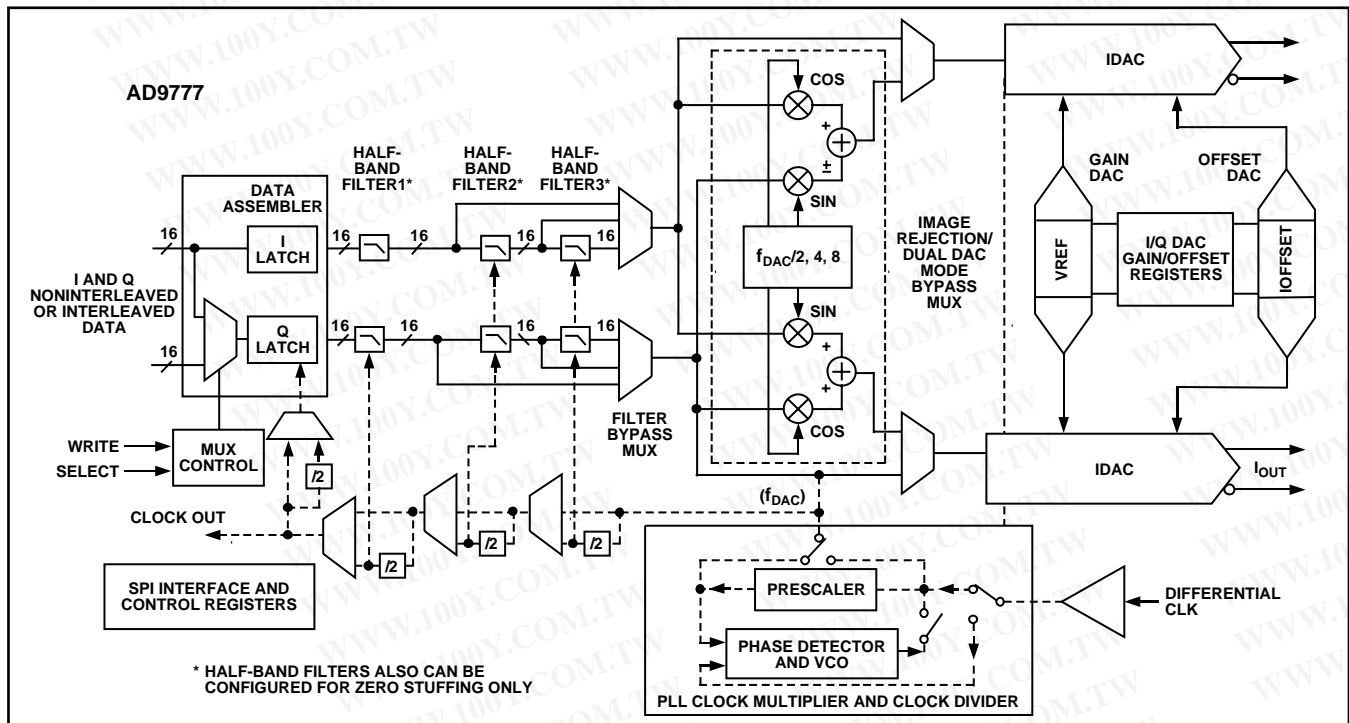 AD9777
HALF-
BAND
FILTER1*
HALF-
BAND
FILTER2*
HALF-
BAND
FILTER3*
DATA
ASSEMBLER
16
I
LATCH
16
16
16
16
I AND Q
NONINTERLEAVED
OR INTERLEAVED
DATA
16
Q
LATCH
16
16
16
16
WRITE
SELECT
MUX
CONTROL
/2
CLOCK OUT
/2
/2
/2
SPI INTERFACE AND
CONTROL REGISTERS
* HALF-BAND FILTERS ALSO CAN BE
CONFIGURED FOR ZERO STUFFING ONLY
FILTER
BYPASS
MUX
COS
+
±
SIN
fDAC/2, 4, 8
SIN
+
+
COS
(fDAC)
IMAGE
REJECTION/
DUAL DAC
MODE
BYPASS
MUX
IDAC
GAIN
DAC
OFFSET
DAC
VREF
I/Q DAC
GAIN/OFFSET
REGISTERS
IOFFSET
IDAC
IOUT
PRESCALER
PHASE DETECTOR
AND VCO
PLL CLOCK MULTIPLIER AND CLOCK DIVIDER
DIFFERENTIAL
CLK
WWW.100Y.COM.TW